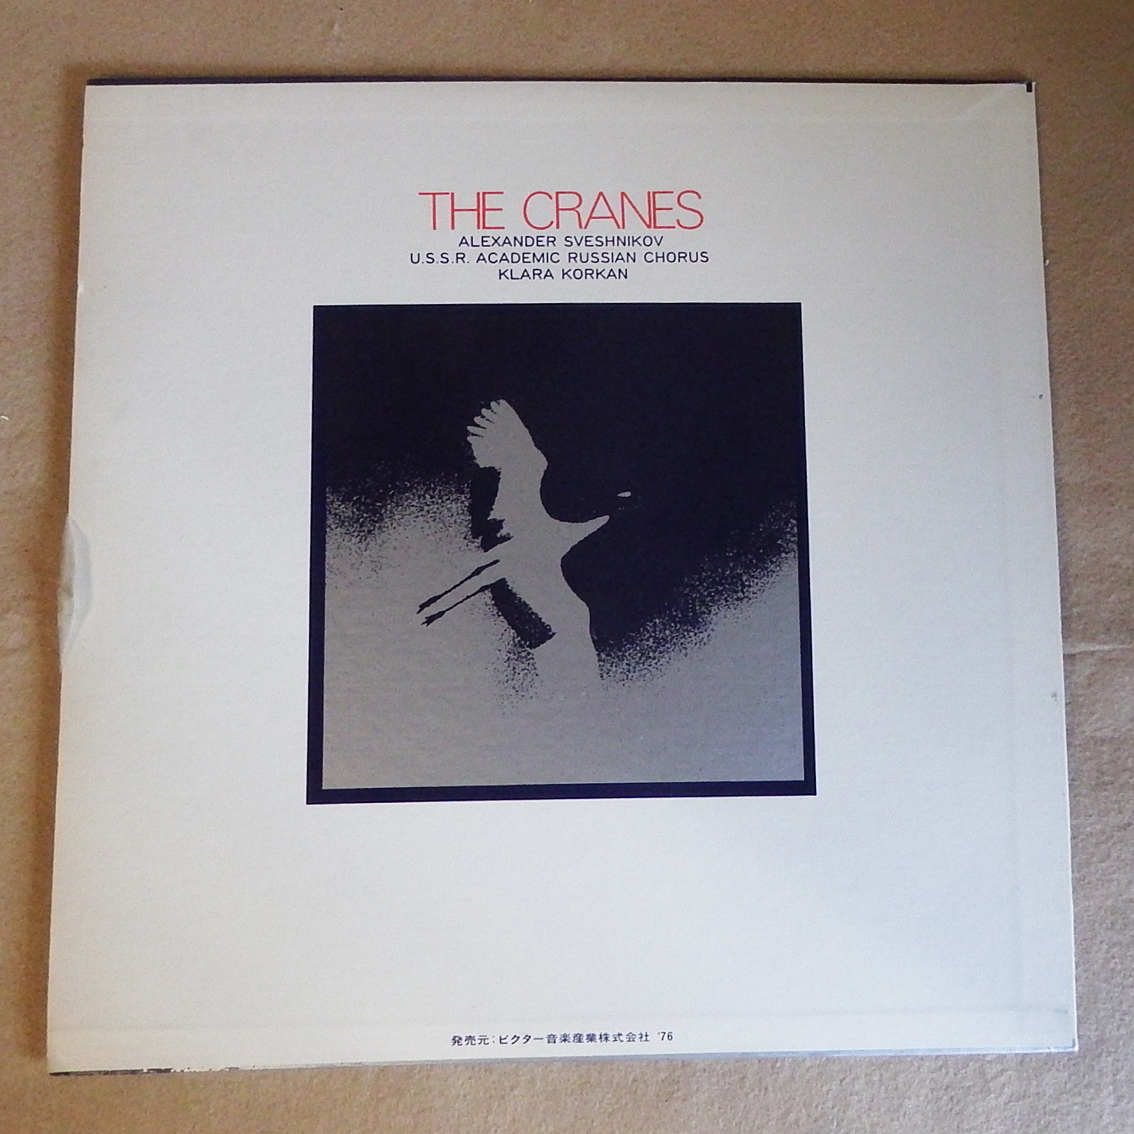 THE CRANES
ALEXANDER SVESHNIKOV
U.S.S.R. ACADEMIC RUSSIAN CHORUS
KLARA KORKAN
発売元:ビクター音楽産業株式会社 '76